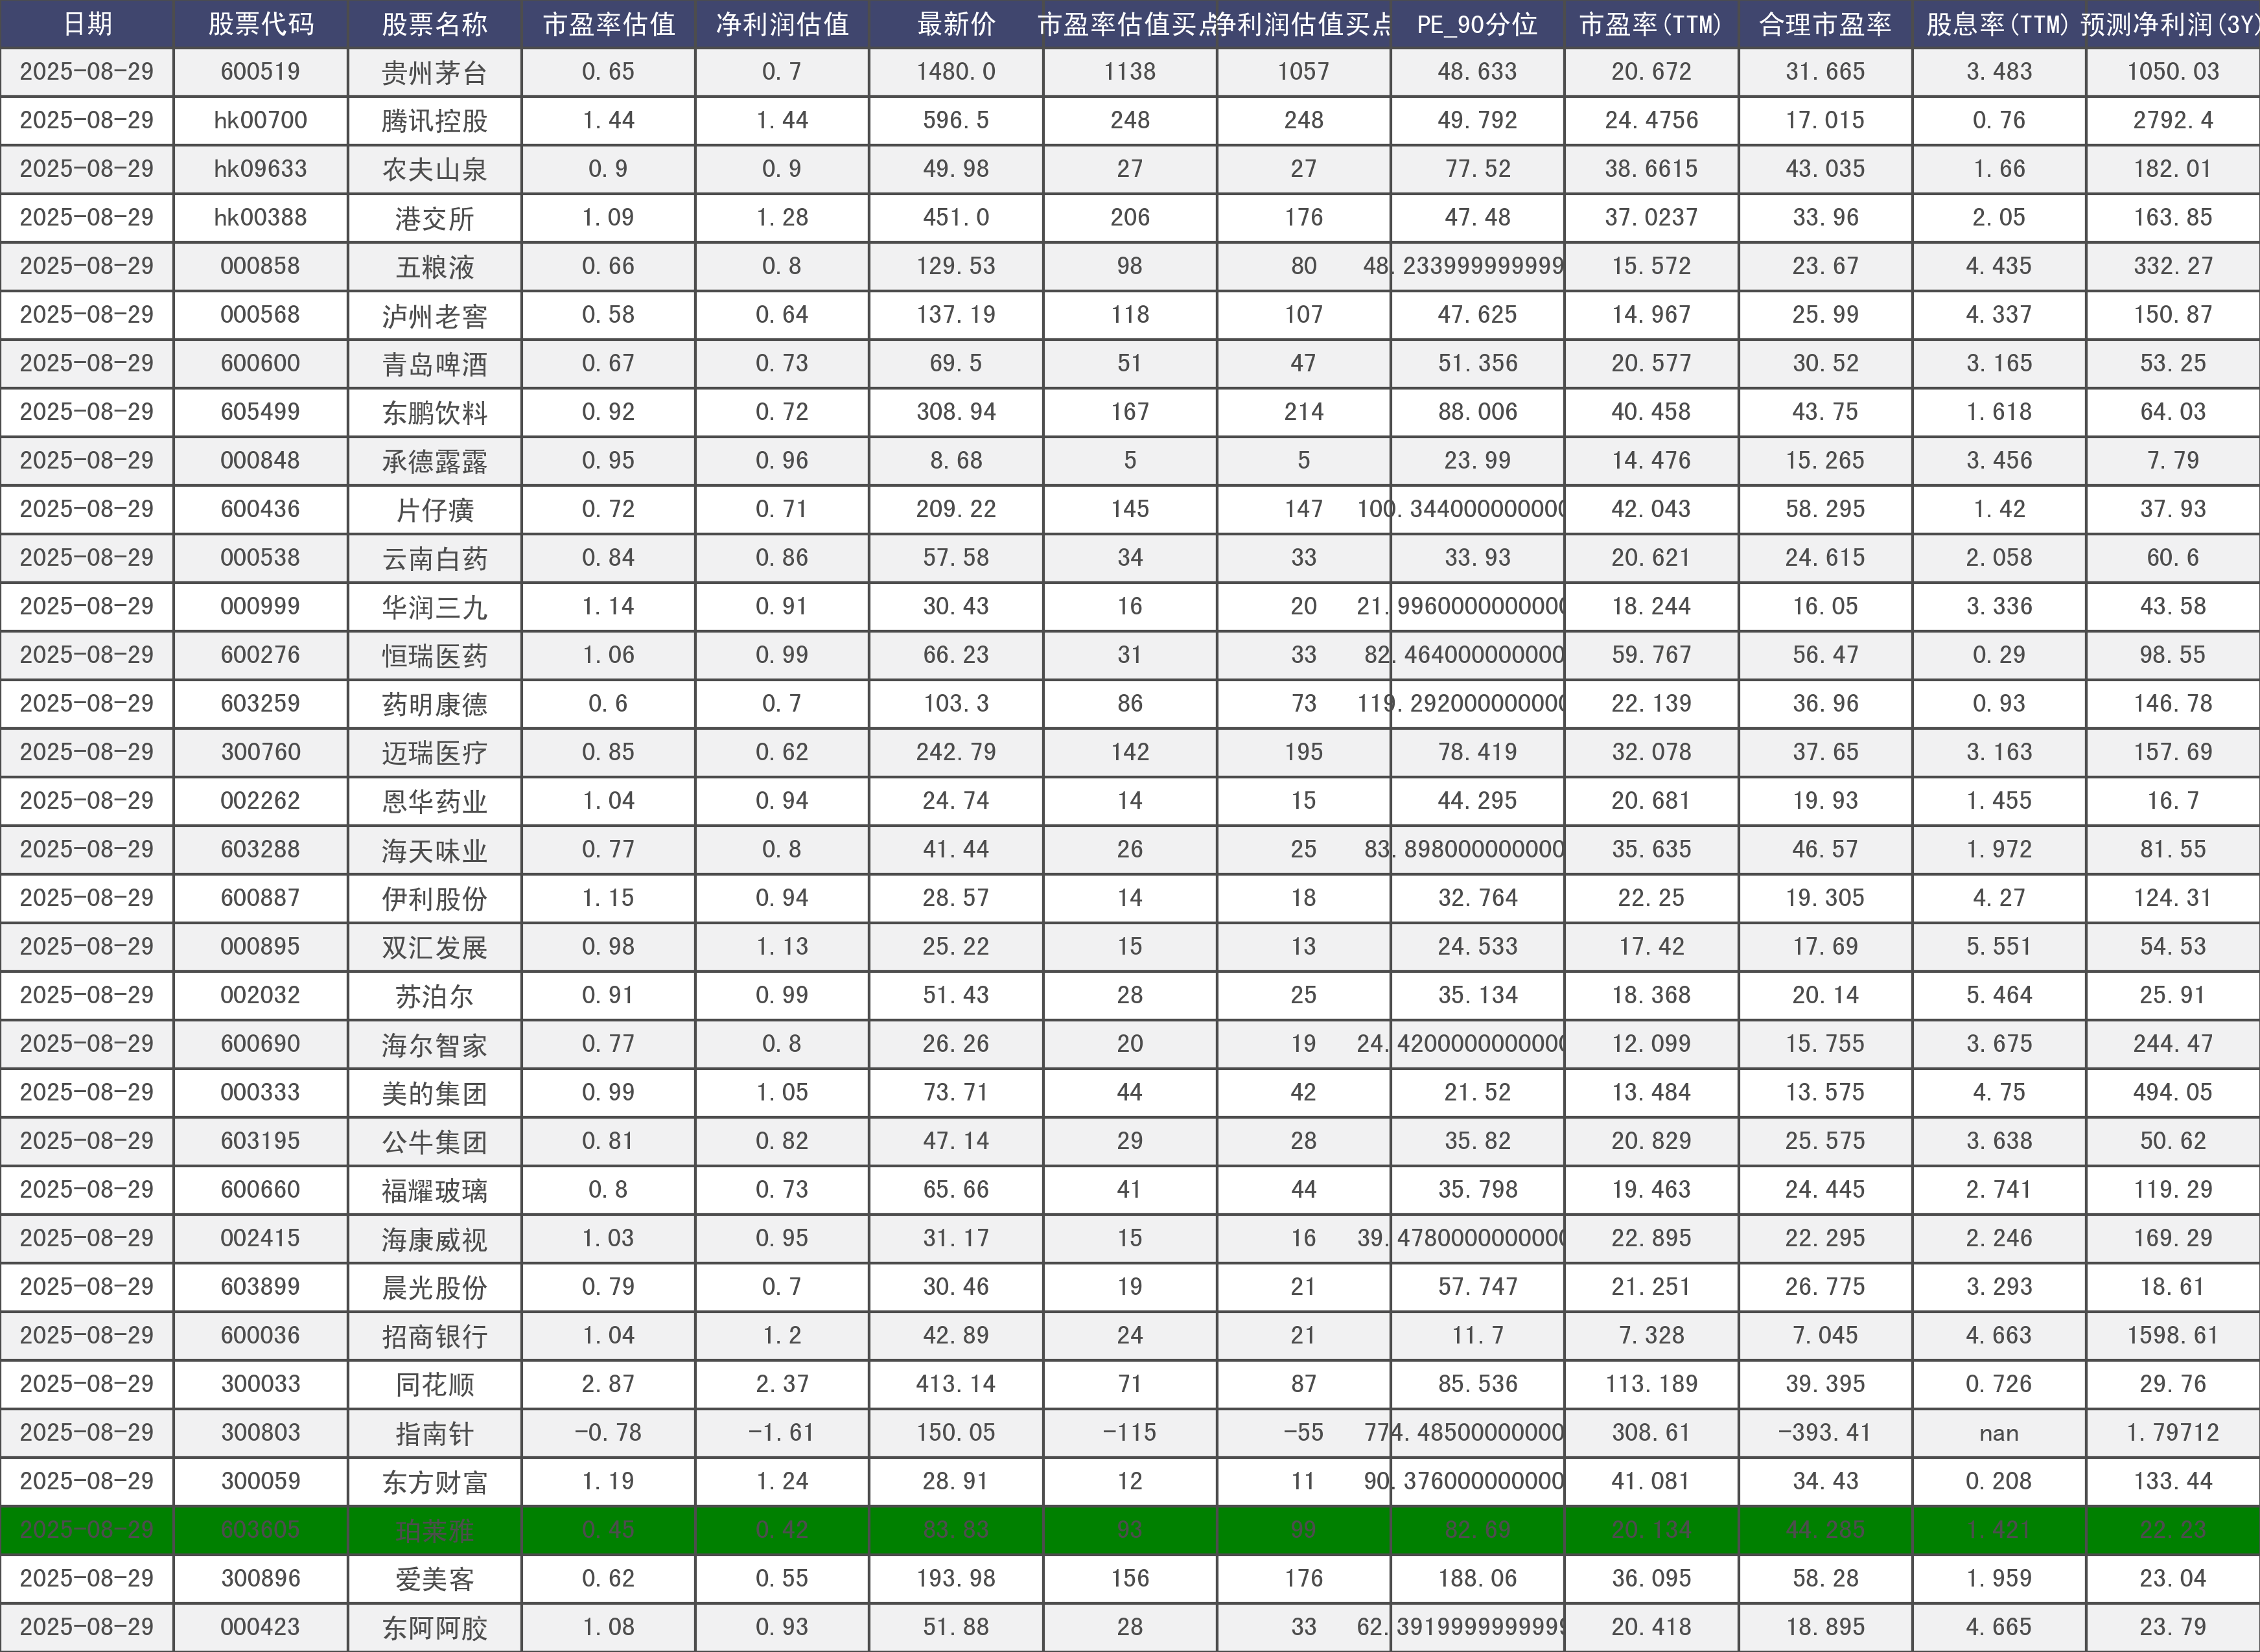 日期 股票代码 股票名称 市盈率估值 净利润估值 最新价 市盈率估值买点 净利润估值买点 PE_90分位 市盈率(TTM) 合理市盈率 股息率(TTM) 预测净利润(3Y)
2025-08-29 600519 贵州茅台 0.65 0.7 1480.0 1138 1057 48.633 20.672 31.665 3.483 1050.03
2025-08-29 hk00700 腾讯控股 1.44 1.44 596.5 248 248 49.792 24.4756 17.015 0.76 2792.4
2025-08-29 hk09633 农夫山泉 0.9 0.9 49.98 27 27 77.52 38.6615 43.035 1.66 182.01
2025-08-29 hk00388 港交所 1.09 1.28 451.0 206 176 47.48 37.0237 33.96 2.05 163.85
2025-08-29 000858 五粮液 0.66 0.8 129.53 98 80 48.233999999999 15.572 23.67 4.435 332.27
2025-08-29 000568 泸州老窖 0.58 0.64 137.19 118 107 47.625 14.967 25.99 4.337 150.87
2025-08-29 600600 青岛啤酒 0.67 0.73 69.5 51 47 51.356 20.577 30.52 3.165 53.25
2025-08-29 605499 东鹏饮料 0.92 0.72 308.94 167 214 88.006 40.458 43.75 1.618 64.03
2025-08-29 000848 承德露露 0.95 0.96 8.68 5 5 23.99 14.476 15.265 3.456 7.79
2025-08-29 600436 片仔癀 0.72 0.71 209.22 145 147 100.344000000000 42.043 58.295 1.42 37.93
2025-08-29 000538 云南白药 0.84 0.86 57.58 34 33 33.93 20.621 24.615 2.058 60.6
2025-08-29 000999 华润三九 1.14 0.91 30.43 16 20 21.9960000000000 18.244 16.05 3.336 43.58
2025-08-29 600276 恒瑞医药 1.06 0.99 66.23 31 33 82.464000000000 59.767 56.47 0.29 98.55
2025-08-29 603259 药明康德 0.6 0.7 103.3 86 73 119.292000000000 22.139 36.96 0.93 146.78
2025-08-29 300760 迈瑞医疗 0.85 0.62 242.79 142 195 78.419 32.078 37.65 3.163 157.69
2025-08-29 002262 恩华药业 1.04 0.94 24.74 14 15 44.295 20.681 19.93 1.455 16.7
2025-08-29 603288 海天味业 0.77 0.8 41.44 26 25 83.898000000000 35.635 46.57 1.972 81.55
2025-08-29 600887 伊利股份 1.15 0.94 28.57 14 18 32.764 22.25 19.305 4.27 124.31
2025-08-29 000895 双汇发展 0.98 1.13 25.22 15 13 24.533 17.42 17.69 5.551 54.53
2025-08-29 002032 苏泊尔 0.91 0.99 51.43 28 25 35.134 18.368 20.14 5.464 25.91
2025-08-29 600690 海尔智家 0.77 0.8 26.26 20 19 24.4200000000000 12.099 15.755 3.675 244.47
2025-08-29 000333 美的集团 0.99 1.05 73.71 44 42 21.52 13.484 13.575 4.75 494.05
2025-08-29 603195 公牛集团 0.81 0.82 47.14 29 28 35.82 20.829 25.575 3.638 50.62
2025-08-29 600660 福耀玻璃 0.8 0.73 65.66 41 44 35.798 19.463 24.445 2.741 119.29
2025-08-29 002415 海康威视 1.03 0.95 31.17 15 16 39.4780000000000 22.895 22.295 2.246 169.29
2025-08-29 603899 晨光股份 0.79 0.7 30.46 19 21 57.747 21.251 26.775 3.293 18.61
2025-08-29 600036 招商银行 1.04 1.2 42.89 24 21 11.7 7.328 7.045 4.663 1598.61
2025-08-29 300033 同花顺 2.87 2.37 413.14 71 87 85.536 113.189 39.395 0.726 29.76
2025-08-29 300803 指南针 -0.78 -1.61 150.05 -115 -55 774.48500000000 308.61 -393.41 nan 1.79712
2025-08-29 300059 东方财富 1.19 1.24 28.91 12 11 90.376000000000 41.081 34.43 0.208 133.44
2025-08-29 603605 珀莱雅 0.45 0.42 83.83 93 99 82.65 20.134 44.285 1.421 22.23
2025-08-29 300896 爱美客 0.62 0.55 193.98 156 176 188.06 36.095 58.28 1.959 23.04
2025-08-29 000423 东阿阿胶 1.08 0.93 51.88 28 33 62.3919999999999 20.418 18.895 4.665 23.79